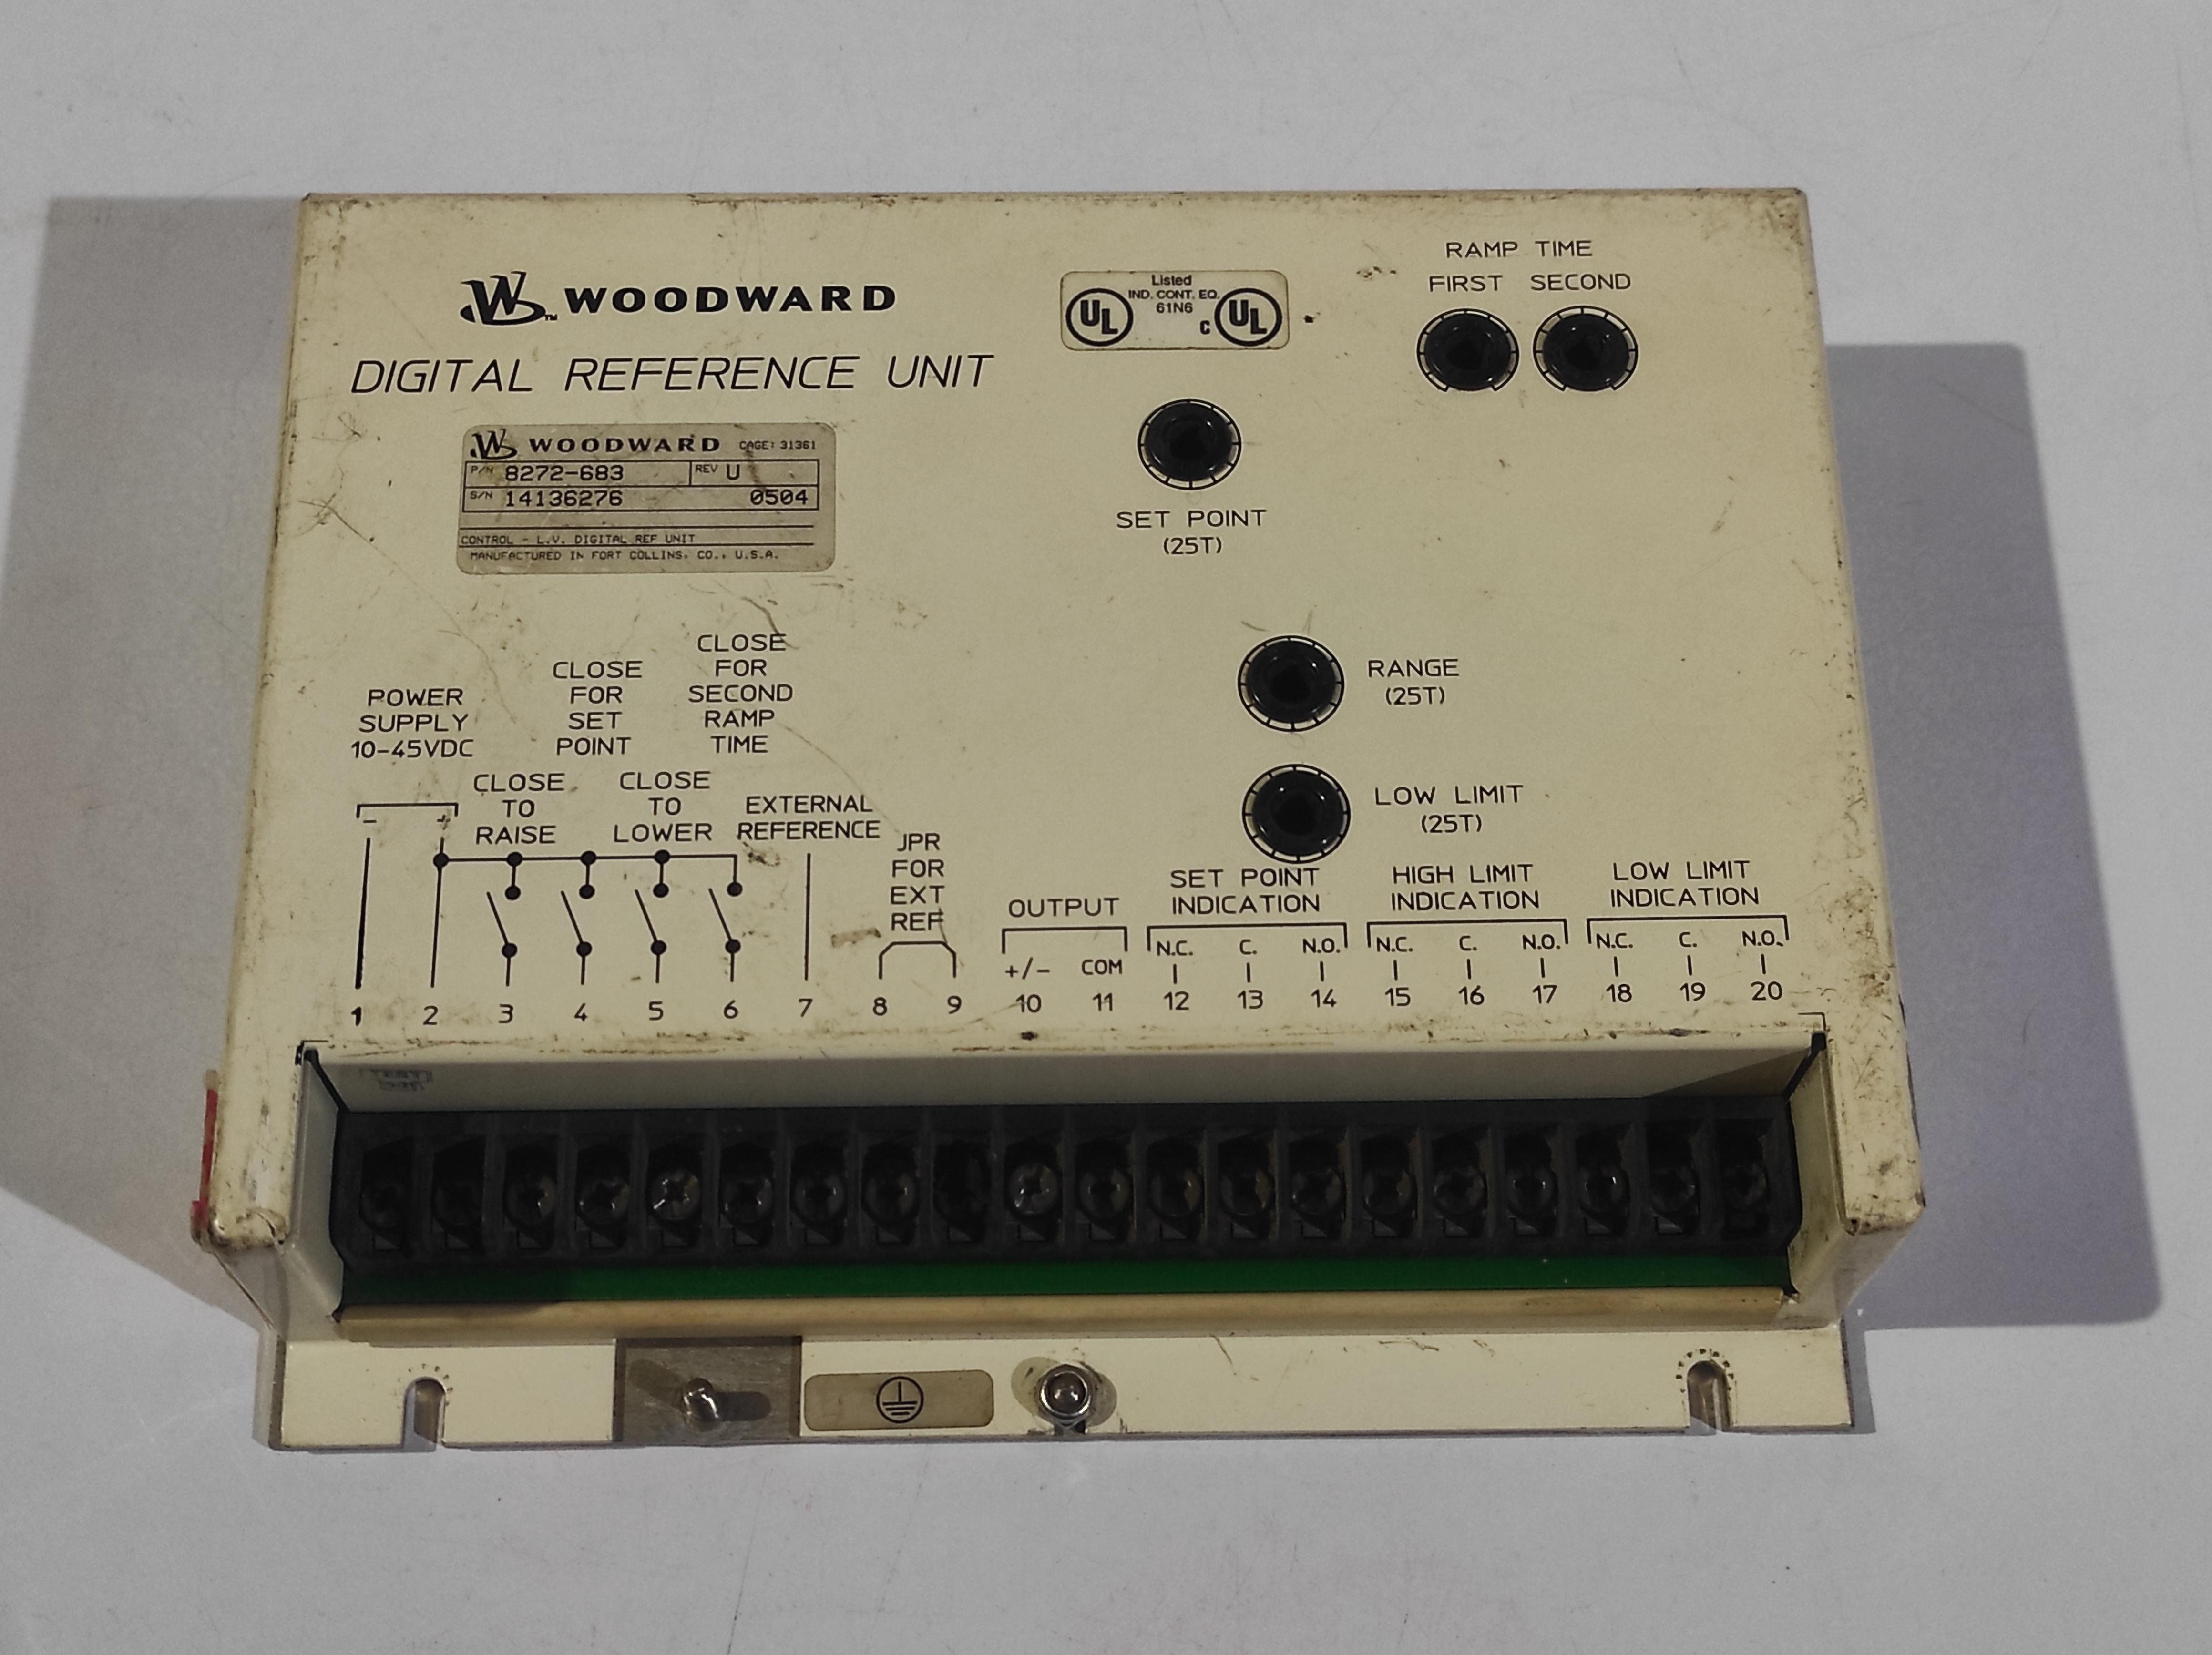 WOODWARD
DIGITAL REFERENCE UNIT
Listed
IND. CONT. EQ.
61N6
UL
c UL
RAMP TIME
FIRST SECOND
SET POINT
(25T)
WOODWARD CAGE: 31361
P/N 8272-683 REV U
S/N 14136276 0504
CONTROL - L.V. DIGITAL REF UNIT
MANUFACTURED IN FORT COLLINS, CO., U.S.A.
RANGE
(25T)
LOW LIMIT
(25T)
POWER
SUPPLY
10-45VDC
- +
CLOSE
TO
RAISE
CLOSE
FOR
SET
POINT
CLOSE
TO
LOWER
CLOSE
FOR
SECOND
RAMP
TIME
EXTERNAL
REFERENCE
JPR
FOR
EXT
REF
OUTPUT
+/- COM
SET POINT
INDICATION
N.C. C. N.O.
HIGH LIMIT
INDICATION
N.C. C. N.O.
LOW LIMIT
INDICATION
N.C. C. N.O.
1 2 3 4 5 6 7 8 9 10 11 12 13 14 15 16 17 18 19 20